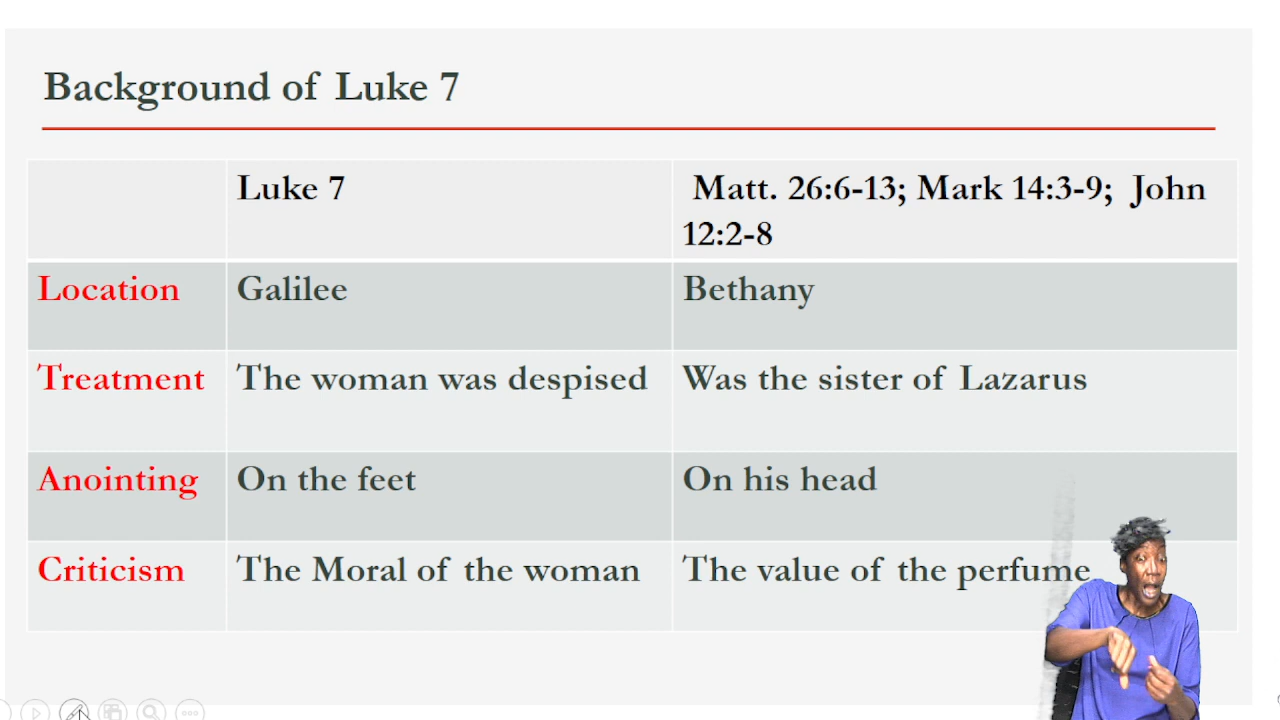 Background of Luke 7
Luke 7
Matt. 26:6-13; Mark 14:3-9; John
12:2-8
Location
Galilee
Bethany
Treatment
The woman was despised
Was the sister of Lazarus
Anointing
On the feet
On his head
Criticism
The Moral of the woman
The value of the perfume